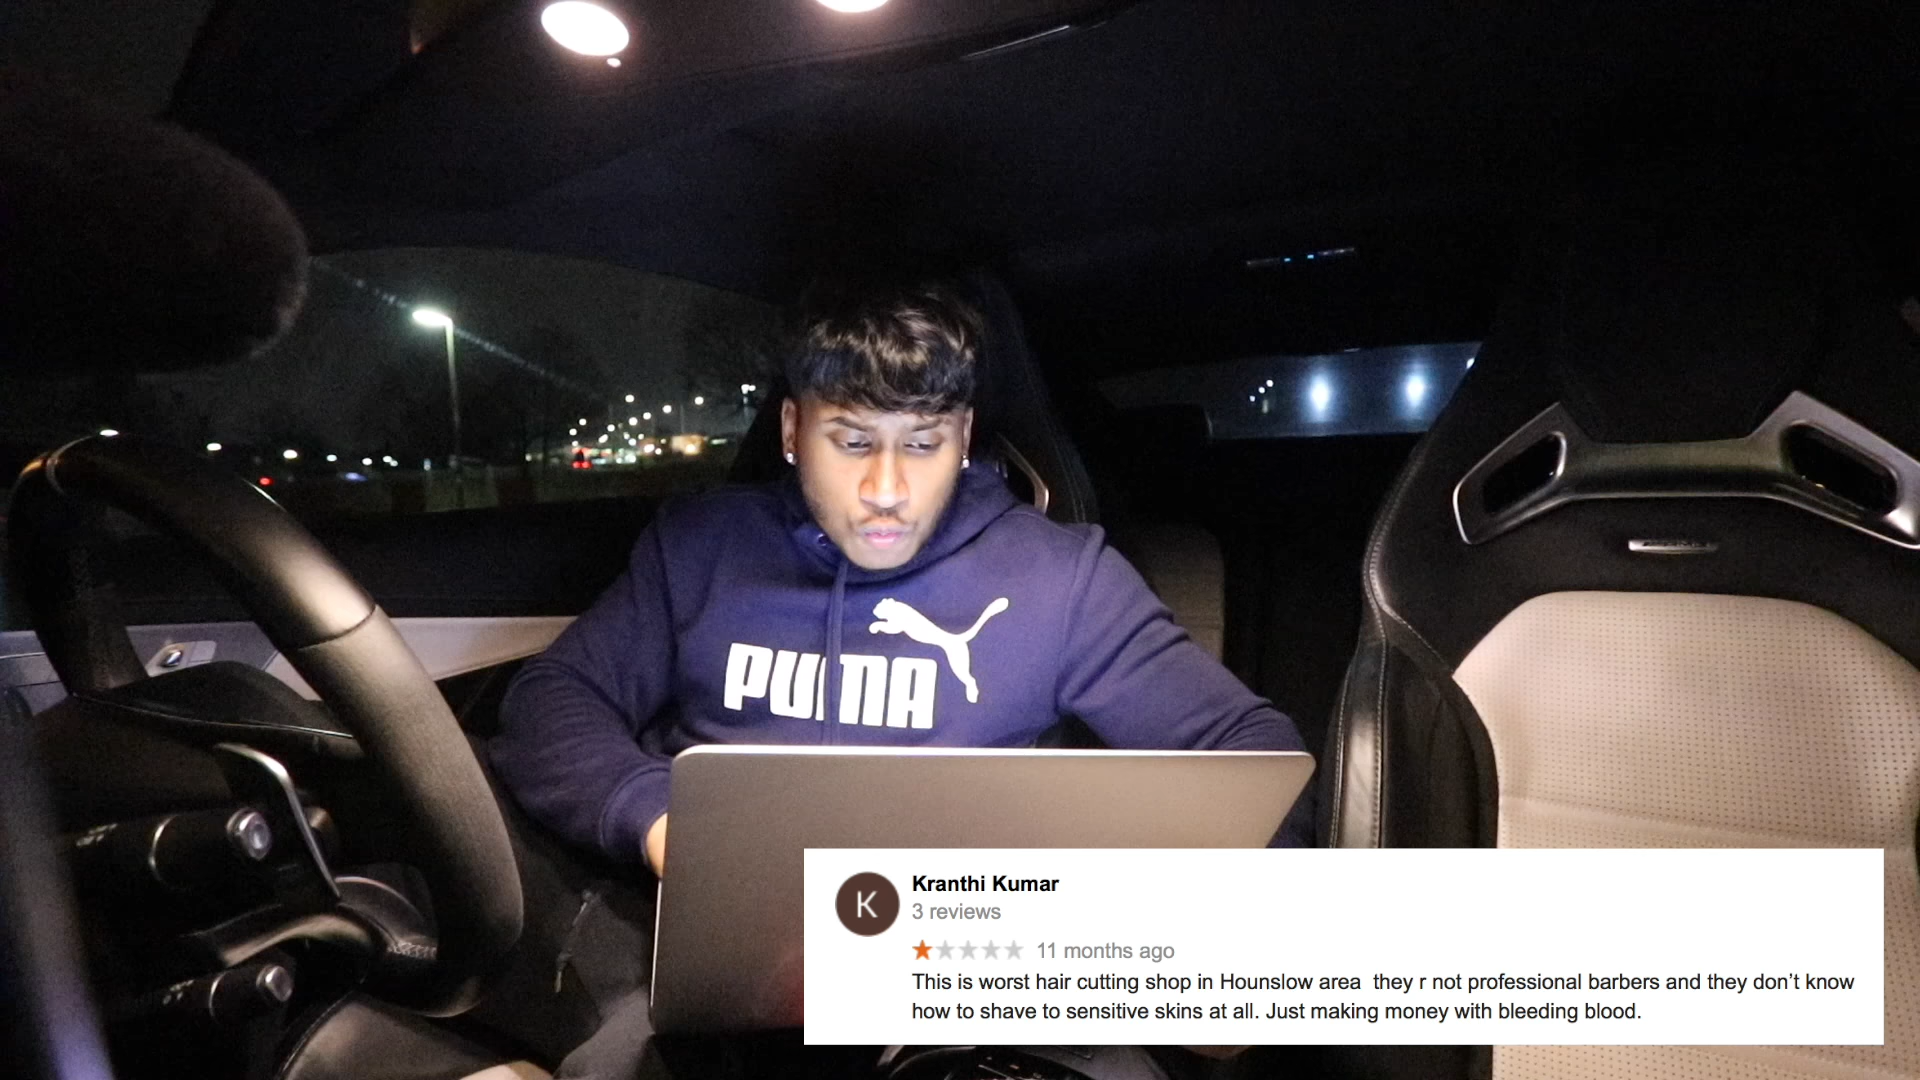 PUMA
K
Kranthi Kumar
3 reviews
11 months ago
This is worst hair cutting shop in Hounslow area  they r not professional barbers and they don’t know
how to shave to sensitive skins at all. Just making money with bleeding blood.